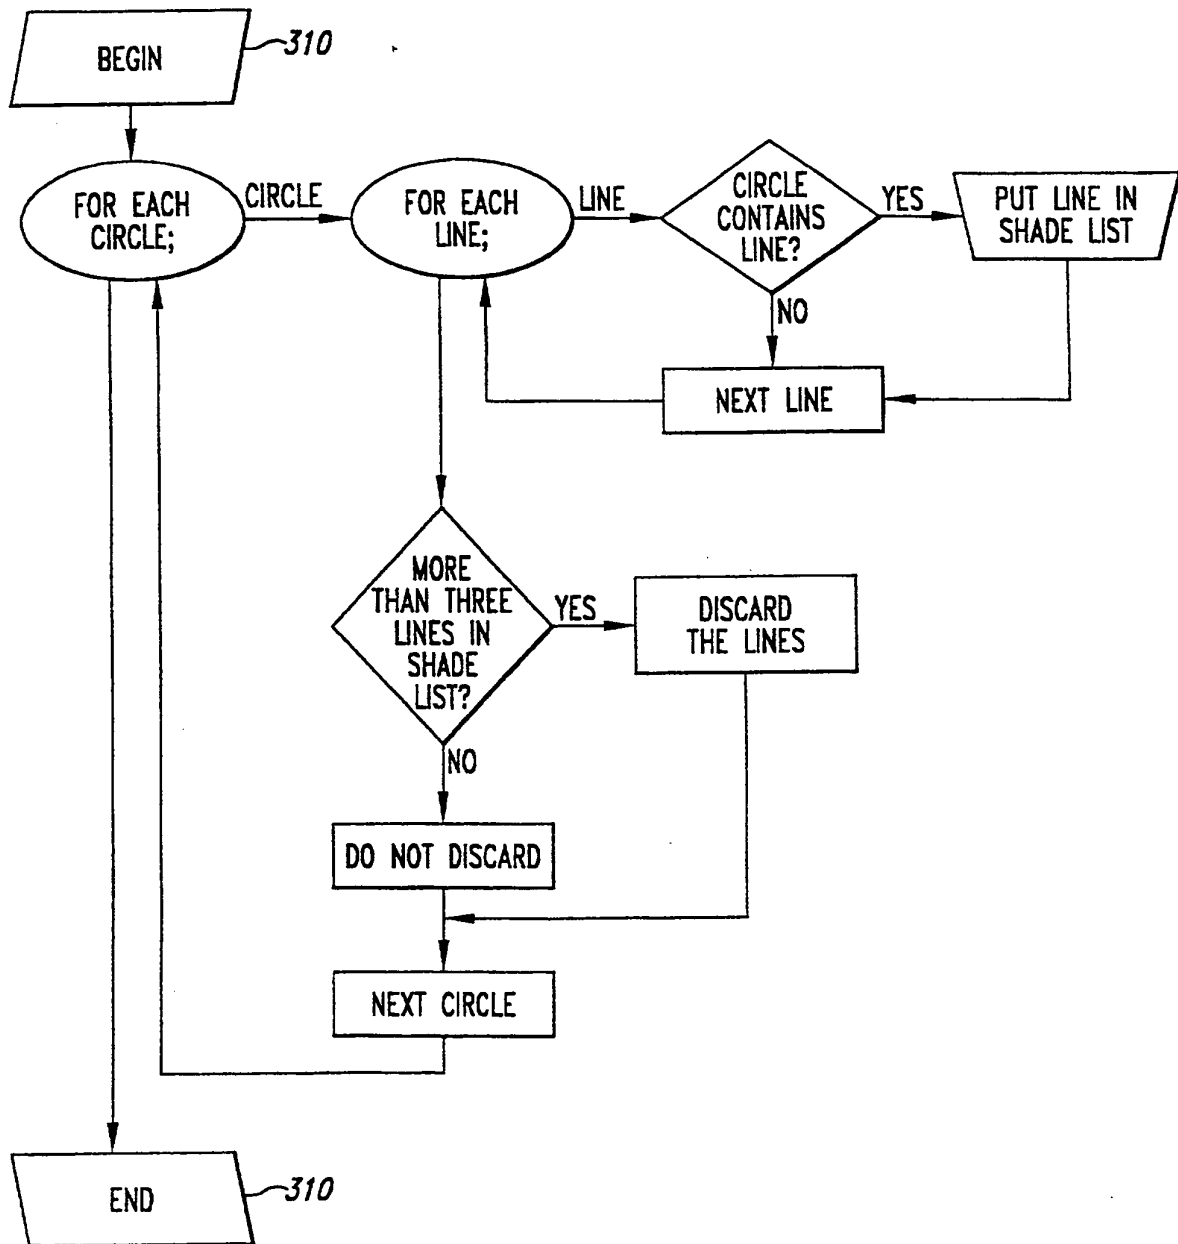 BEGIN
310
FOR EACH
CIRCLE;
CIRCLE
FOR EACH
LINE;
LINE
CIRCLE
CONTAINS
LINE?
YES
PUT LINE IN
SHADE LIST
NO
NEXT LINE
MORE
THAN THREE
LINES IN
SHADE
LIST?
YES
DISCARD
THE LINES
NO
DO NOT DISCARD
NEXT CIRCLE
END
310